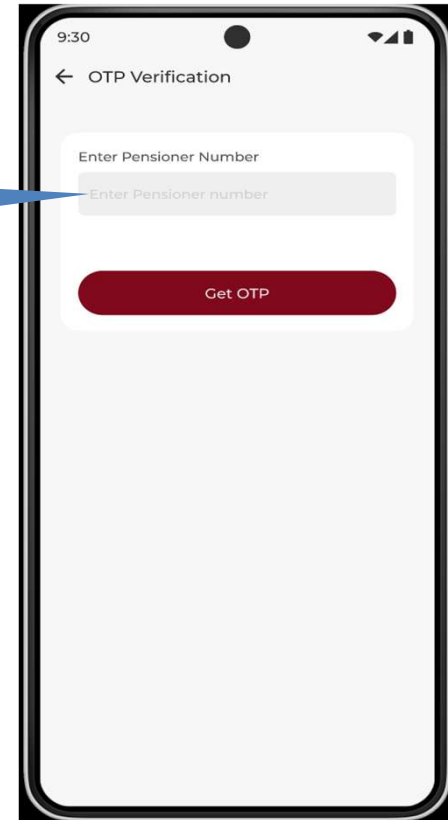 9:30
OTP Verification
Enter Pensioner Number
Enter Pensioner number
Get OTP